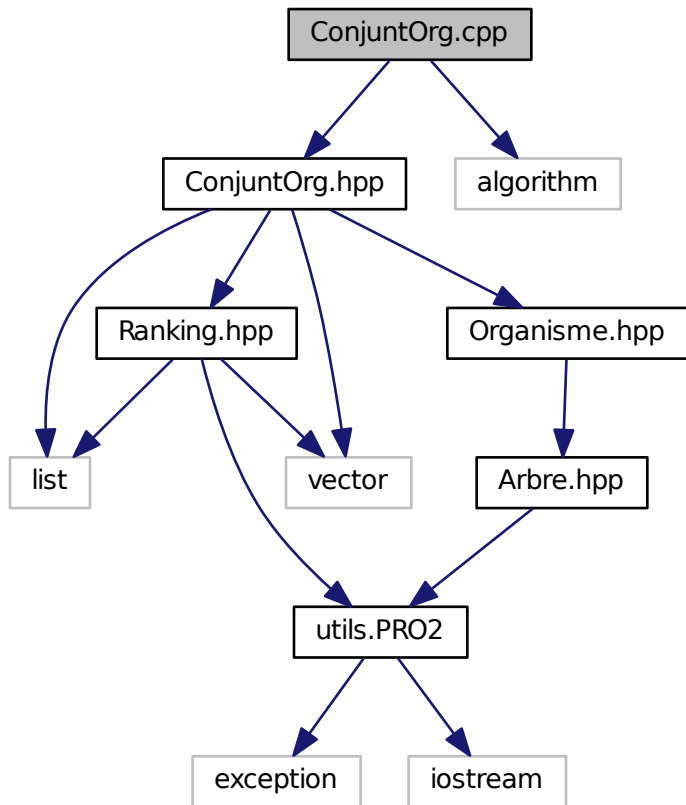 ConjuntOrg.cpp
ConjuntOrg.hpp
algorithm
Ranking.hpp
Organisme.hpp
list
vector
Arbre.hpp
utils.PRO2
exception
iostream